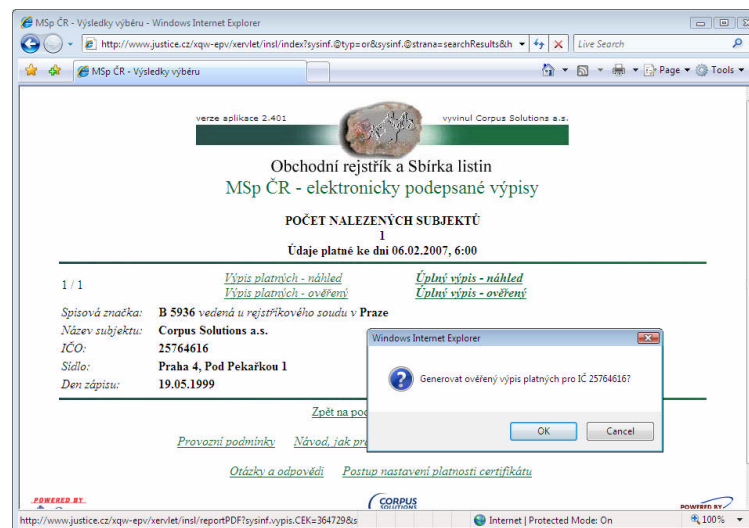 MSp ČR - Výsledky výběru - Windows Internet Explorer
http://www.justice.cz/xqw-epv/xervlet/insl/index?sysinf.@typ=or&sysinf.@strana=searchResults&h
Live Search
MSp ČR - Výsledky výběru
Page
Tools
verze aplikace 2.401
vyvinul Corpus Solutions a.s.
Obchodní rejstřík a Sbírka listin
MSp ČR - elektronicky podepsané výpisy
POČET NALEZENÝCH SUBJEKTŮ
1
Údaje platné ke dni 06.02.2007, 6:00
1 / 1
Výpis platných - náhled
Úplný výpis - náhled
Výpis platných - ověřený
Úplný výpis - ověřený
Spisová značka: B 5936 vedená u rejstříkového soudu v Praze
Název subjektu: Corpus Solutions a.s.
IČO: 25764616
Sídlo: Praha 4, Pod Pekařkou 1
Den zápisu: 19.05.1999
Windows Internet Explorer
Generovat ověřený výpis platných pro IČ 25764616?
OK
Cancel
Zpět na
Provozní podmínky
Návod, jak
Otázky a odpovědi
Postup nastavení platnosti certifikátu
POWERED BY
CORPUS
SOLUTIONS
POWERED BY
http://www.justice.cz/xqw-epv/xervlet/insl/reportPDF?sysinf.vypis.CEK=364729&s
Internet | Protected Mode: On
100%